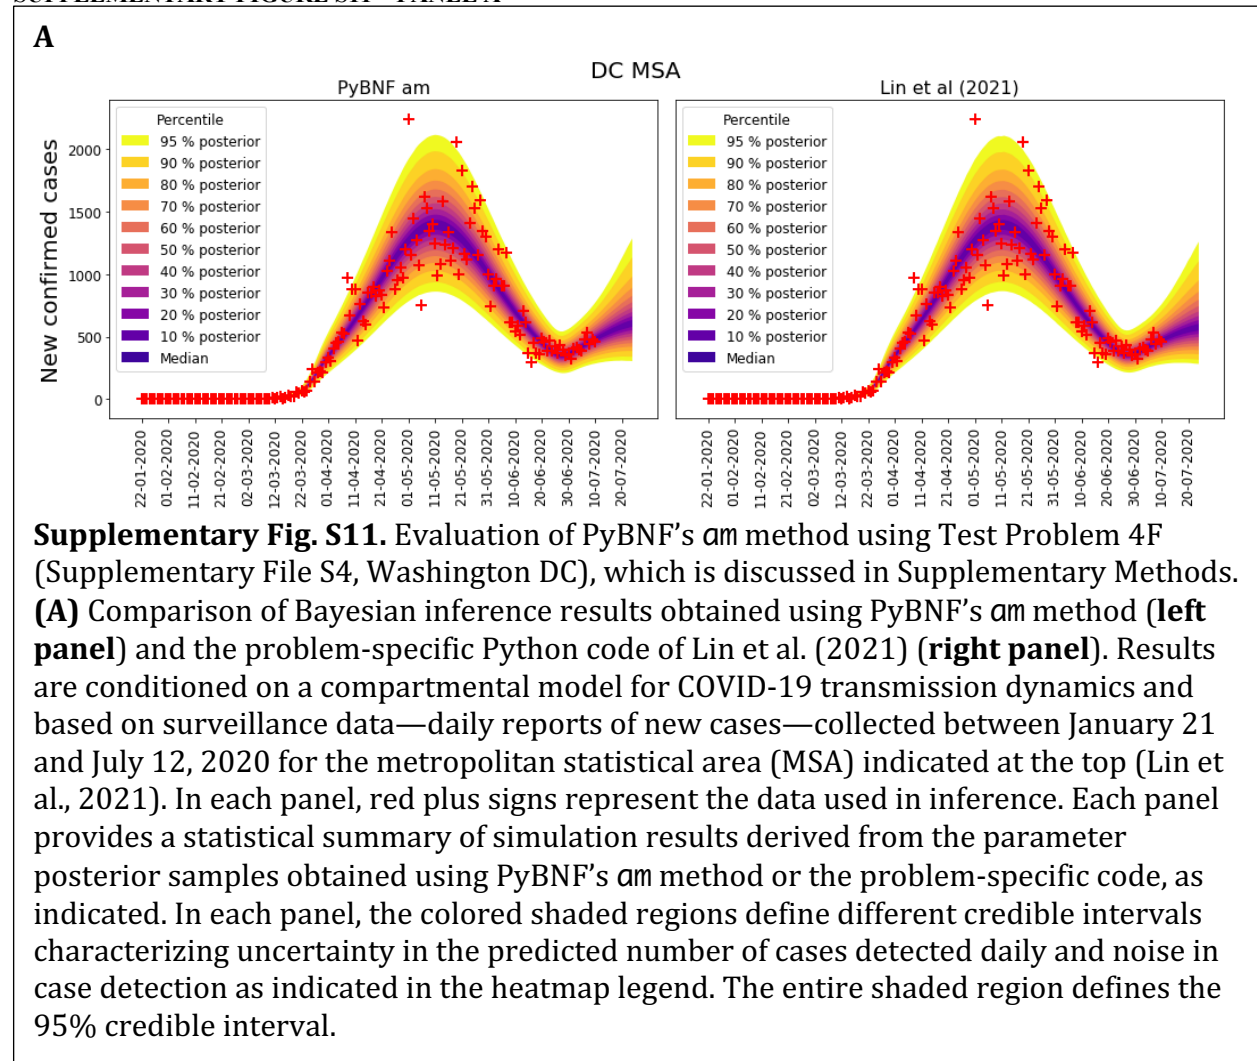 SUPPLEMENTARY FIGURE S11 – PANEL A
A
DC MSA
PyBNF am
Lin et al (2021)
New confirmed cases
2000
1500
1000
500
0
Percentile
95 % posterior
90 % posterior
80 % posterior
70 % posterior
60 % posterior
50 % posterior
40 % posterior
30 % posterior
20 % posterior
10 % posterior
Median
22-01-2020
01-02-2020
11-02-2020
21-02-2020
02-03-2020
12-03-2020
22-03-2020
01-04-2020
11-04-2020
21-04-2020
01-05-2020
11-05-2020
21-05-2020
31-05-2020
10-06-2020
20-06-2020
30-06-2020
10-07-2020
20-07-2020
Percentile
95 % posterior
90 % posterior
80 % posterior
70 % posterior
60 % posterior
50 % posterior
40 % posterior
30 % posterior
20 % posterior
10 % posterior
Median
22-01-2020
01-02-2020
11-02-2020
21-02-2020
02-03-2020
12-03-2020
22-03-2020
01-04-2020
11-04-2020
21-04-2020
01-05-2020
11-05-2020
21-05-2020
31-05-2020
10-06-2020
20-06-2020
30-06-2020
10-07-2020
20-07-2020
Supplementary Fig. S11. Evaluation of PyBNF’s am method using Test Problem 4F
(Supplementary File S4, Washington DC), which is discussed in Supplementary Methods.
(A) Comparison of Bayesian inference results obtained using PyBNF’s am method (left
panel) and the problem-specific Python code of Lin et al. (2021) (right panel). Results
are conditioned on a compartmental model for COVID-19 transmission dynamics and
based on surveillance data—daily reports of new cases—collected between January 21
and July 12, 2020 for the metropolitan statistical area (MSA) indicated at the top (Lin et
al., 2021). In each panel, red plus signs represent the data used in inference. Each panel
provides a statistical summary of simulation results derived from the parameter
posterior samples obtained using PyBNF’s am method or the problem-specific code, as
indicated. In each panel, the colored shaded regions define different credible intervals
characterizing uncertainty in the predicted number of cases detected daily and noise in
case detection as indicated in the heatmap legend. The entire shaded region defines the
95% credible interval.